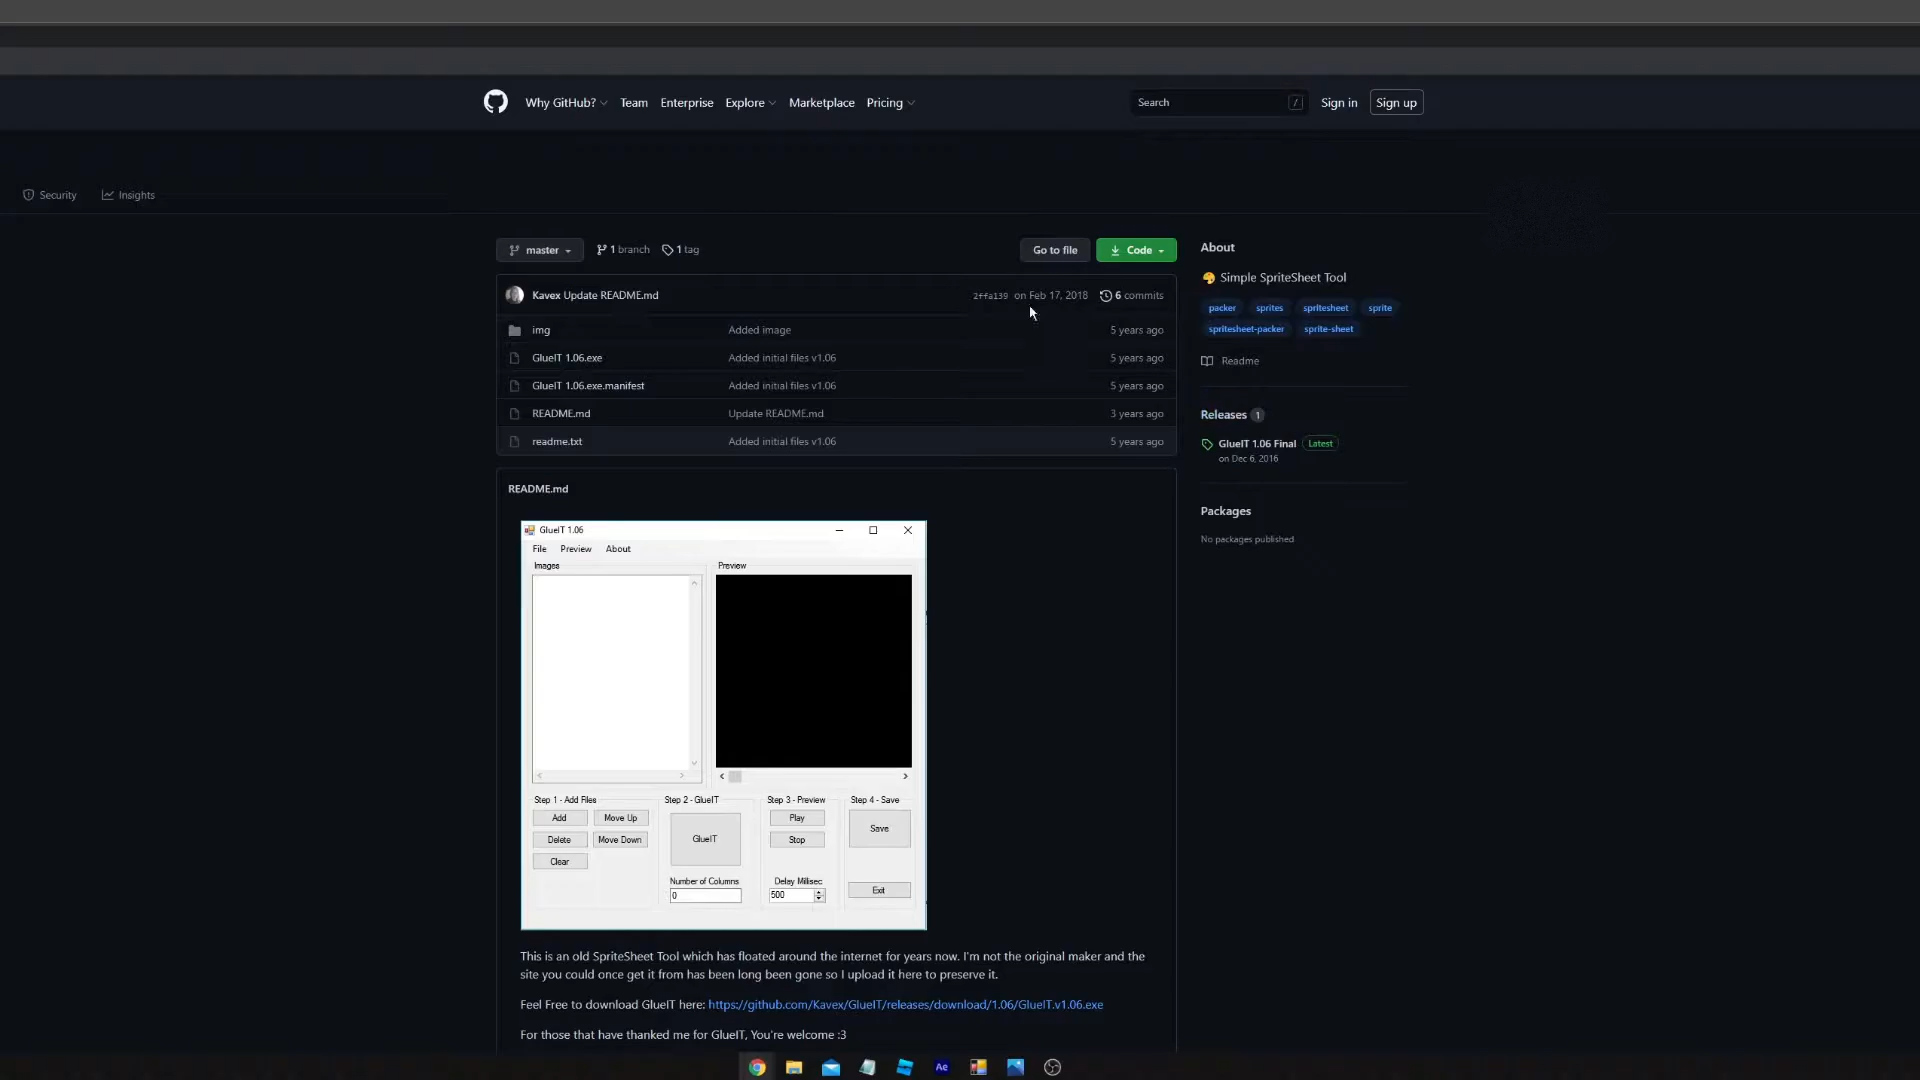 Why GitHub? Team Enterprise Explore Marketplace Pricing Search / Sign in Sign up
Security Insights
master 1 branch 1 tag Go to file Code
Kavex Update README.md 2ffa139 on Feb 17, 2018 6 commits
img Added image 5 years ago
GlueIT 1.06.exe Added initial files v1.06 5 years ago
GlueIT 1.06.exe.manifest Added initial files v1.06 5 years ago
README.md Update README.md 3 years ago
readme.txt Added initial files v1.06 5 years ago
About
Simple SpriteSheet Tool
packer sprites spritesheet sprite
spritesheet-packer sprite-sheet
Readme
Releases 1
GlueIT 1.06 Final Latest
on Dec 6, 2016
Packages
No packages published
README.md
GlueIT 1.06
File Preview About
Images Preview
Step 1 - Add Files Step 2 - GlueIT Step 3 - Preview Step 4 - Save
Add Move Up GlueIT Play Save
Delete Move Down Stop
Clear
Number of Columns Delay Millisec
0 500 Exit
This is an old SpriteSheet Tool which has floated around the internet for years now. I'm not the original maker and the
site you could once get it from has been long been gone so I upload it here to preserve it.
Feel Free to download GlueIT here: https://github.com/Kavex/GlueIT/releases/download/1.06/GlueIT.v1.06.exe
For those that have thanked me for GlueIT, You're welcome :3
Ae